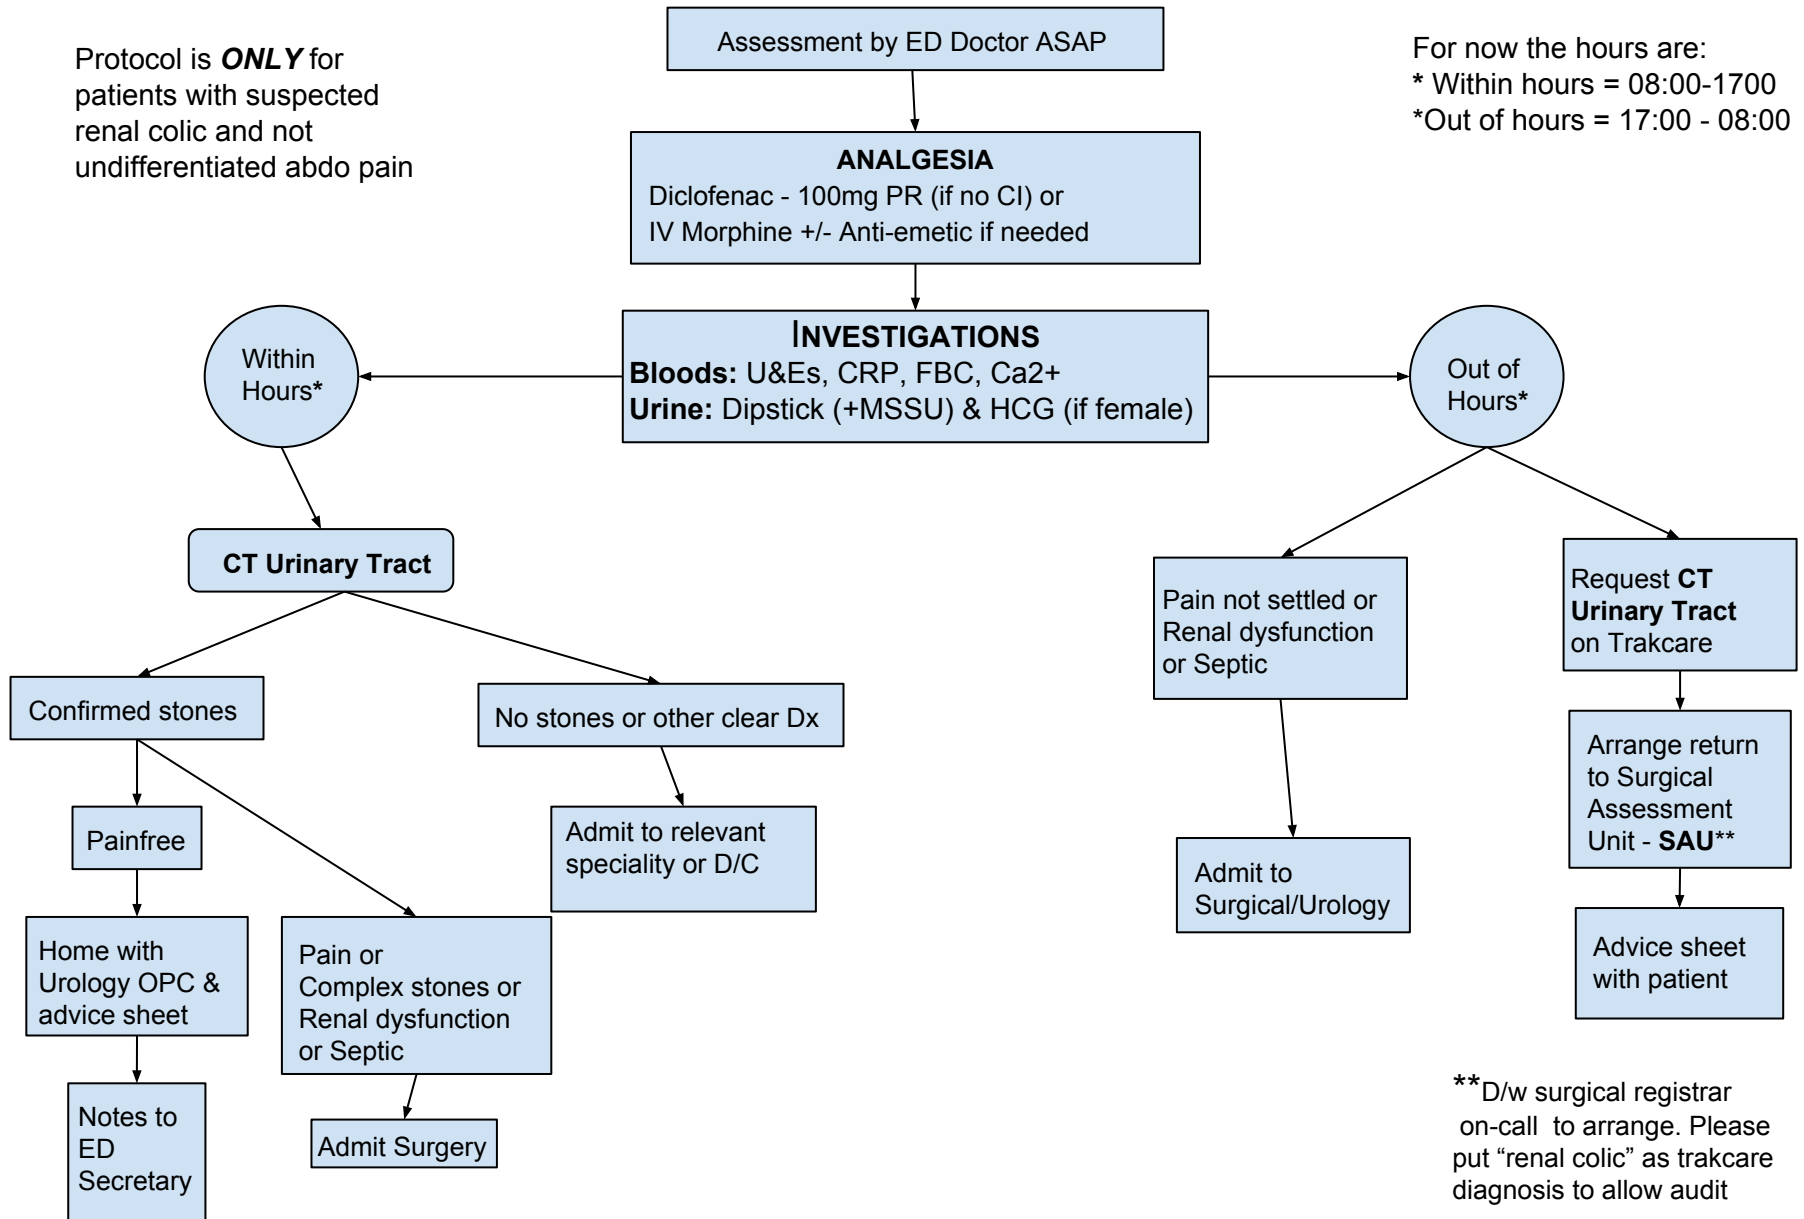 Assessment by ED Doctor ASAP
Protocol is ONLY for
patients with suspected
renal colic and not
undifferentiated abdo pain
For now the hours are:
* Within hours = 08:00-1700
*Out of hours = 17:00 - 08:00
ANALGESIA
Diclofenac - 100mg PR (if no CI) or
IV Morphine +/- Anti-emetic if needed
INVESTIGATIONS
Bloods: U&Es, CRP, FBC, Ca2+
Urine: Dipstick (+MSSU) & HCG (if female)
Within
Hours*
Out of
Hours*
CT Urinary Tract
Confirmed stones
No stones or other clear Dx
Painfree
Admit to relevant
speciality or D/C
Home with
Urology OPC &
advice sheet
Pain or
Complex stones or
Renal dysfunction
or Septic
Notes to
ED
Secretary
Admit Surgery
Pain not settled or
Renal dysfunction
or Septic
Admit to
Surgical/Urology
Request CT
Urinary Tract
on Trakcare
Arrange return
to Surgical
Assessment
Unit - SAU**
Advice sheet
with patient
**D/w surgical registrar
on-call to arrange. Please
put “renal colic” as trakcare
diagnosis to allow audit